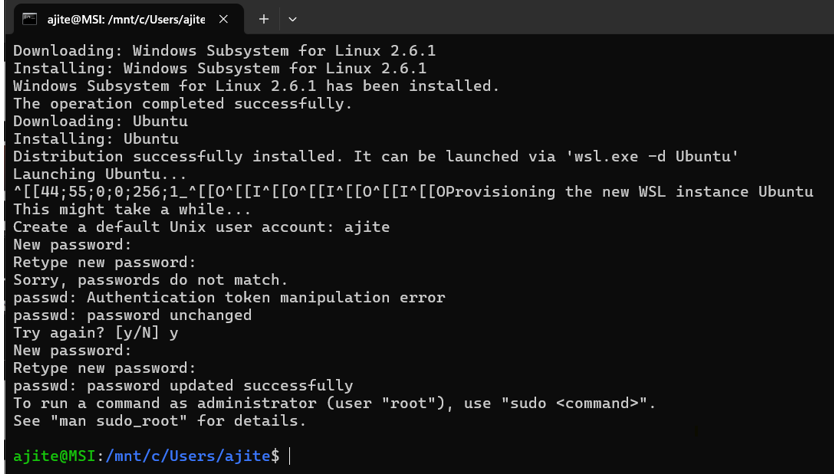 ajite@MSI: /mnt/c/Users/ajite
Downloading: Windows Subsystem for Linux 2.6.1
Installing: Windows Subsystem for Linux 2.6.1
Windows Subsystem for Linux 2.6.1 has been installed.
The operation completed successfully.
Downloading: Ubuntu
Installing: Ubuntu
Distribution successfully installed. It can be launched via 'wsl.exe -d Ubuntu'
Launching Ubuntu...
^[[44;55;0;0;256;1_^[[O^[[I^[[O^[[I^[[O^[[I^[[OProvisioning the new WSL instance Ubuntu
This might take a while...
Create a default Unix user account: ajite
New password:
Retype new password:
Sorry, passwords do not match.
passwd: Authentication token manipulation error
passwd: password unchanged
Try again? [y/N] y
New password:
Retype new password:
passwd: password updated successfully
To run a command as administrator (user "root"), use "sudo <command>".
See "man sudo_root" for details.
ajite@MSI:/mnt/c/Users/ajite$